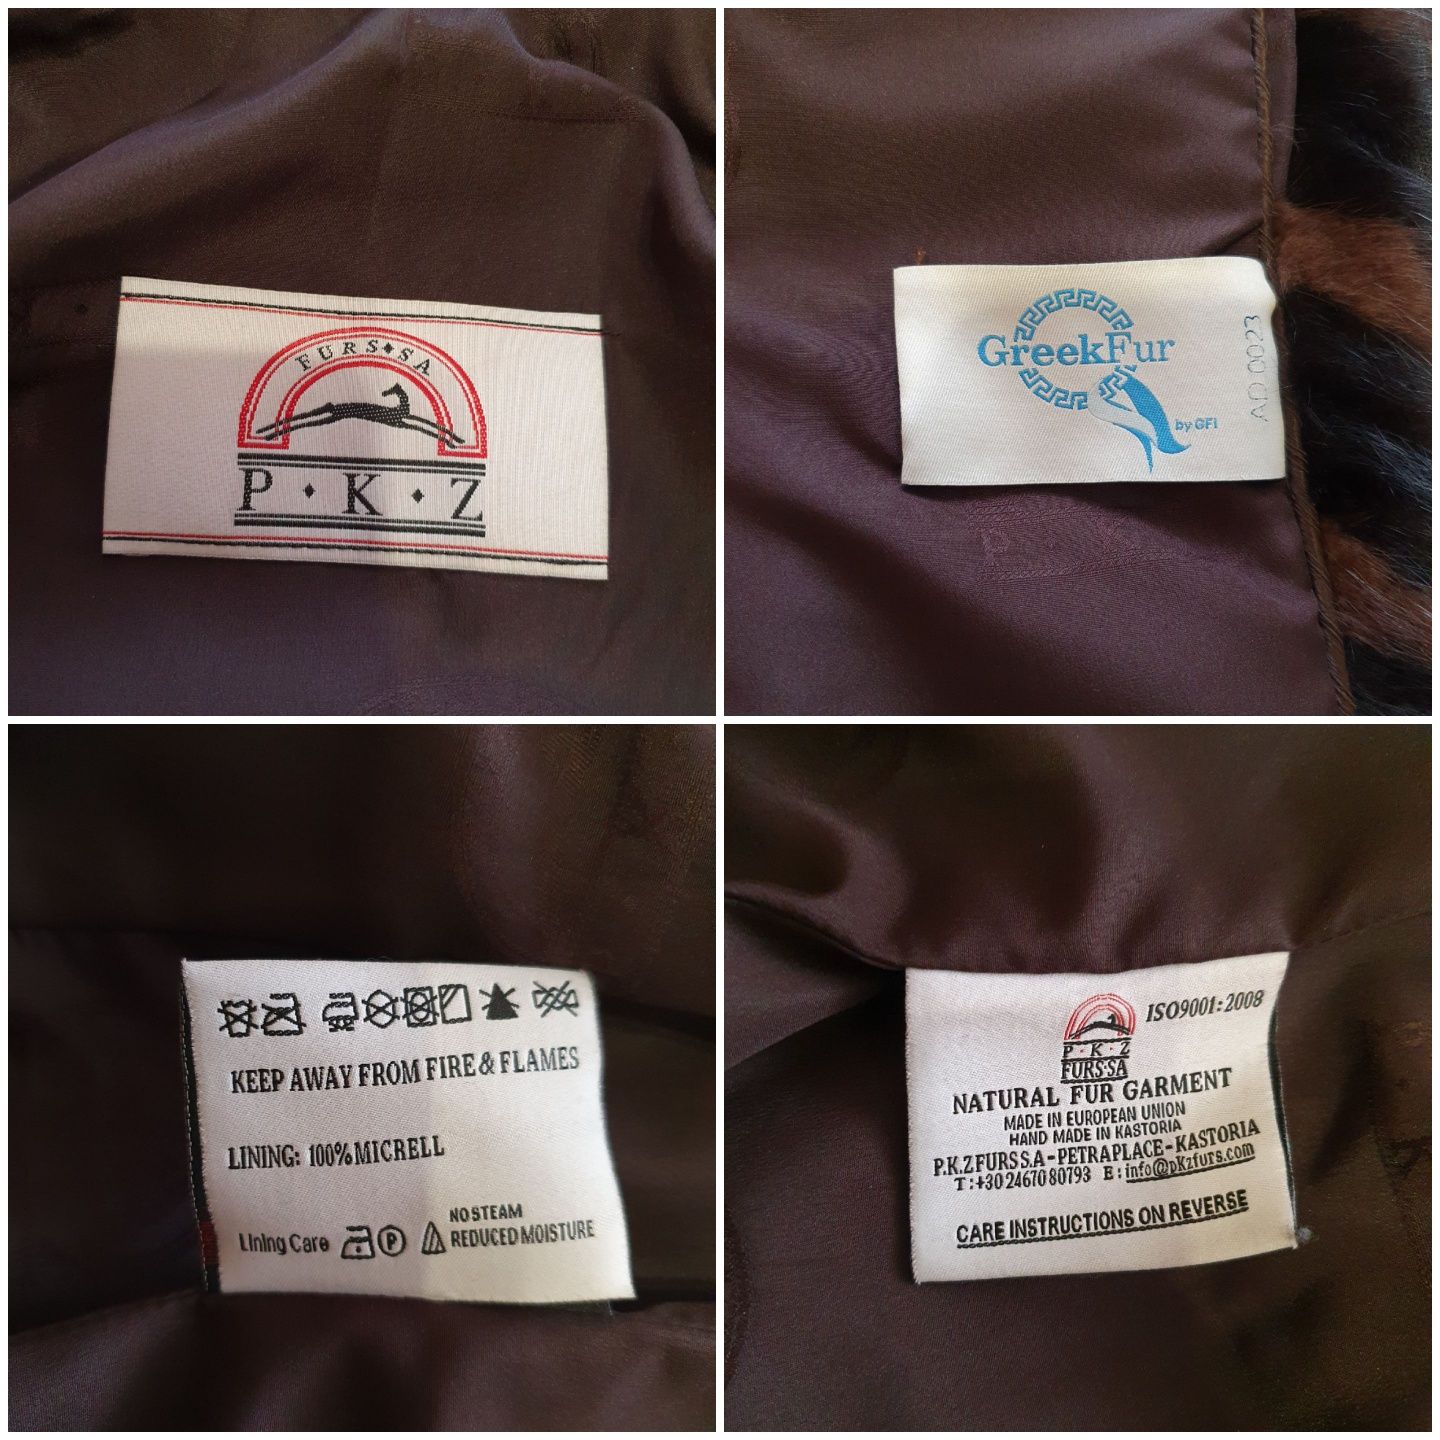 FURS♦SA
P♦K♦Z
GreekFur
by GFI
AD 0023
KEEP AWAY FROM FIRE & FLAMES
LINING: 100% MICRELL
Lining Care
P
NO STEAM
REDUCED MOISTURE
ISO9001:2008
P·K·Z
FURS·SA
NATURAL FUR GARMENT
MADE IN EUROPEAN UNION
HAND MADE IN KASTORIA
P.K.Z FURS S.A - PETRA PLACE - KASTORIA
T:+30 24670 80793 E: info@pkzfurs.com
CARE INSTRUCTIONS ON REVERSE